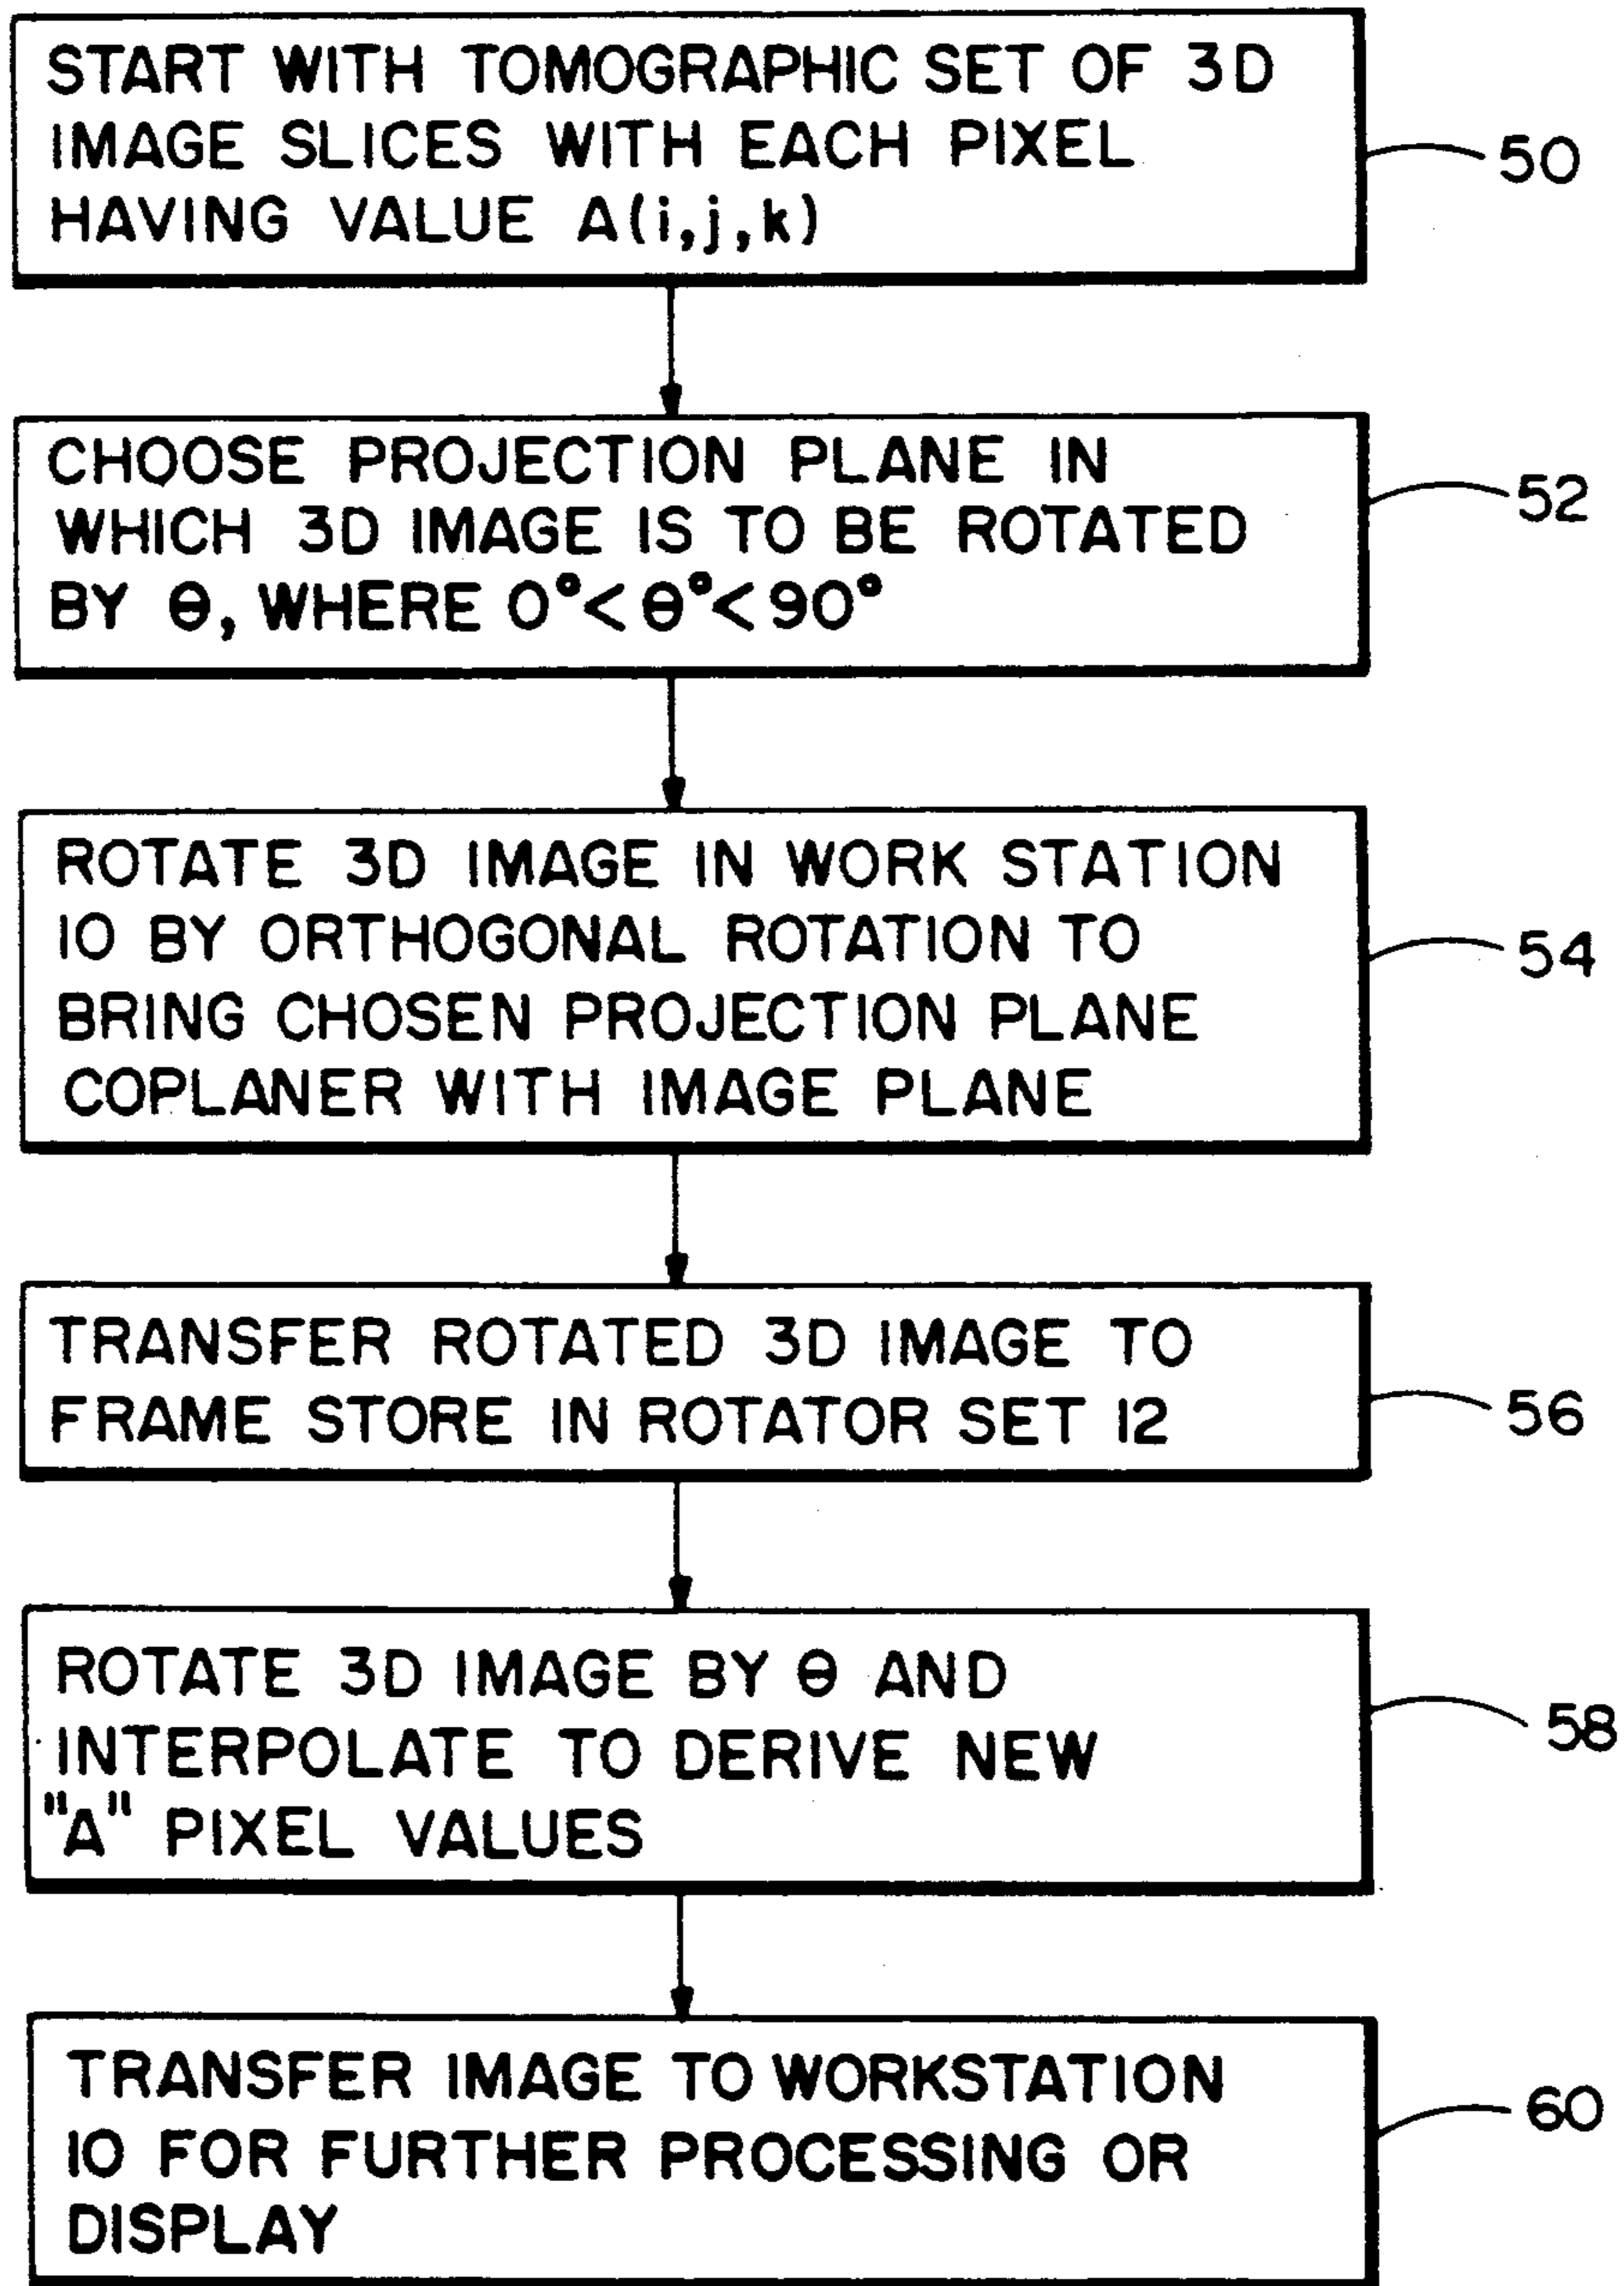 START WITH TOMOGRAPHIC SET OF 3D
IMAGE SLICES WITH EACH PIXEL
HAVING VALUE A(i,j,k)
50
CHOOSE PROJECTION PLANE IN
WHICH 3D IMAGE IS TO BE ROTATED
BY θ, WHERE 0°<θ°<90°
52
ROTATE 3D IMAGE IN WORK STATION
10 BY ORTHOGONAL ROTATION TO
BRING CHOSEN PROJECTION PLANE
COPLANER WITH IMAGE PLANE
54
TRANSFER ROTATED 3D IMAGE TO
FRAME STORE IN ROTATOR SET 12
56
ROTATE 3D IMAGE BY θ AND
INTERPOLATE TO DERIVE NEW
"A" PIXEL VALUES
58
TRANSFER IMAGE TO WORKSTATION
10 FOR FURTHER PROCESSING OR
DISPLAY
60